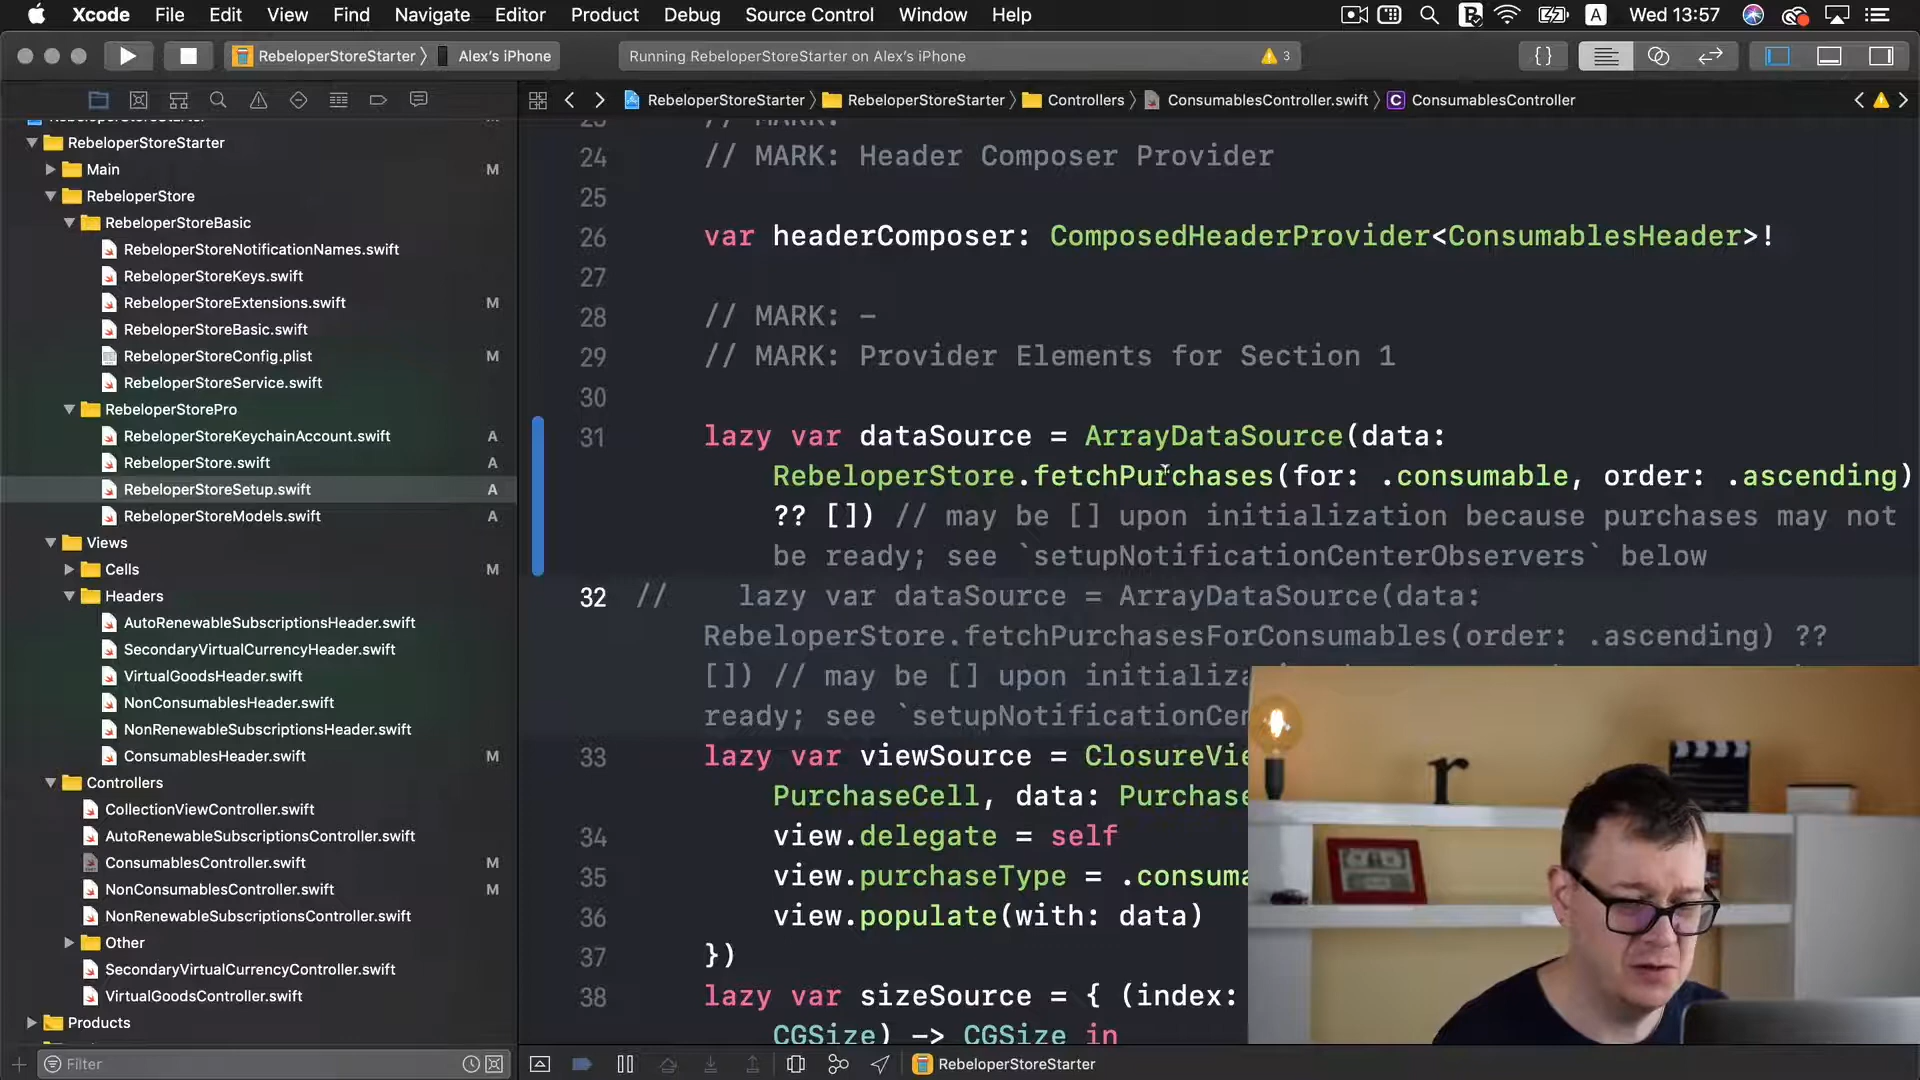 Xcode File Edit View Find Navigate Editor Product Debug Source Control Window Help A Wed 13:57
RebeloperStoreStarter Alex's iPhone Running RebeloperStoreStarter on Alex's iPhone 3 {}
RebeloperStoreStarter RebeloperStoreStarter Controllers ConsumablesController.swift C ConsumablesController
RebeloperStoreStarter
Main M
RebeloperStore
RebeloperStoreBasic
RebeloperStoreNotificationNames.swift
RebeloperStoreKeys.swift
RebeloperStoreExtensions.swift M
RebeloperStoreBasic.swift
RebeloperStoreConfig.plist M
RebeloperStoreService.swift
RebeloperStorePro
RebeloperStoreKeychainAccount.swift A
RebeloperStore.swift A
RebeloperStoreSetup.swift A
RebeloperStoreModels.swift A
Views
Cells M
Headers
AutoRenewableSubscriptionsHeader.swift
SecondaryVirtualCurrencyHeader.swift
VirtualGoodsHeader.swift
NonConsumablesHeader.swift
NonRenewableSubscriptionsHeader.swift
ConsumablesHeader.swift M
Controllers
CollectionViewController.swift
AutoRenewableSubscriptionsController.swift
ConsumablesController.swift M
NonConsumablesController.swift M
NonRenewableSubscriptionsController.swift
Other
SecondaryVirtualCurrencyController.swift
VirtualGoodsController.swift
Products
Filter
23 // MARK:
24 // MARK: Header Composer Provider
25
26 var headerComposer: ComposedHeaderProvider<ConsumablesHeader>!
27
28 // MARK: –
29 // MARK: Provider Elements for Section 1
30
31 lazy var dataSource = ArrayDataSource(data:
RebeloperStore.fetchPurchases(for: .consumable, order: .ascending)
?? []) // may be [] upon initialization because purchases may not
be ready; see `setupNotificationCenterObservers` below
32 // lazy var dataSource = ArrayDataSource(data:
RebeloperStore.fetchPurchasesForConsumables(order: .ascending) ??
[]) // may be [] upon initializa
ready; see `setupNotificationCen
33 lazy var viewSource = ClosureVie
PurchaseCell, data: Purchase
34 view.delegate = self
35 view.purchaseType = .consuma
36 view.populate(with: data)
37 })
38 lazy var sizeSource = { (index:
CGSize) –> CGSize in
RebeloperStoreStarter